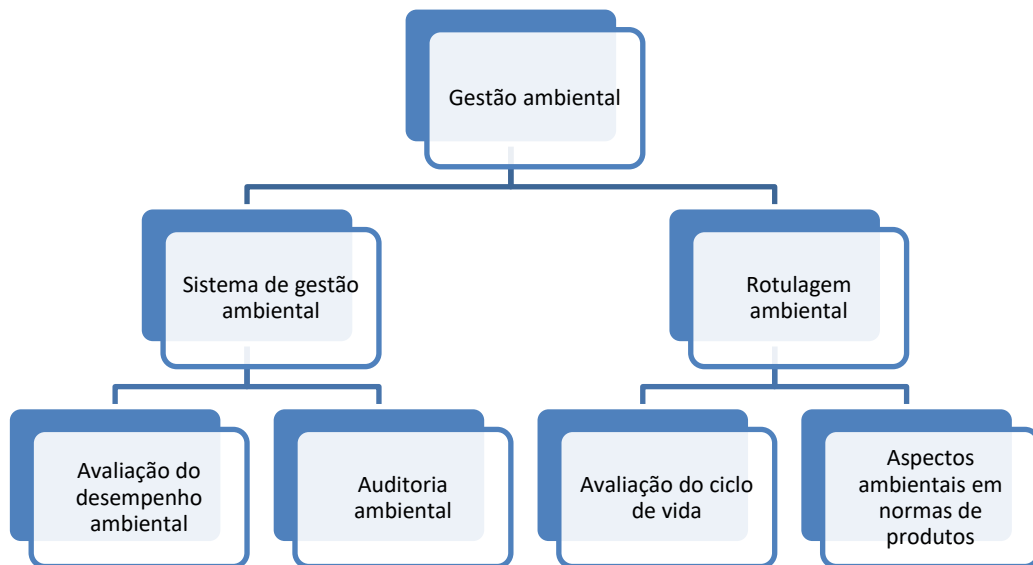 Gestão ambiental
Sistema de gestão
ambiental
Rotulagem
ambiental
Avaliação do
desempenho
ambiental
Auditoria
ambiental
Avaliação do ciclo
de vida
Aspectos
ambientais em
normas de
produtos